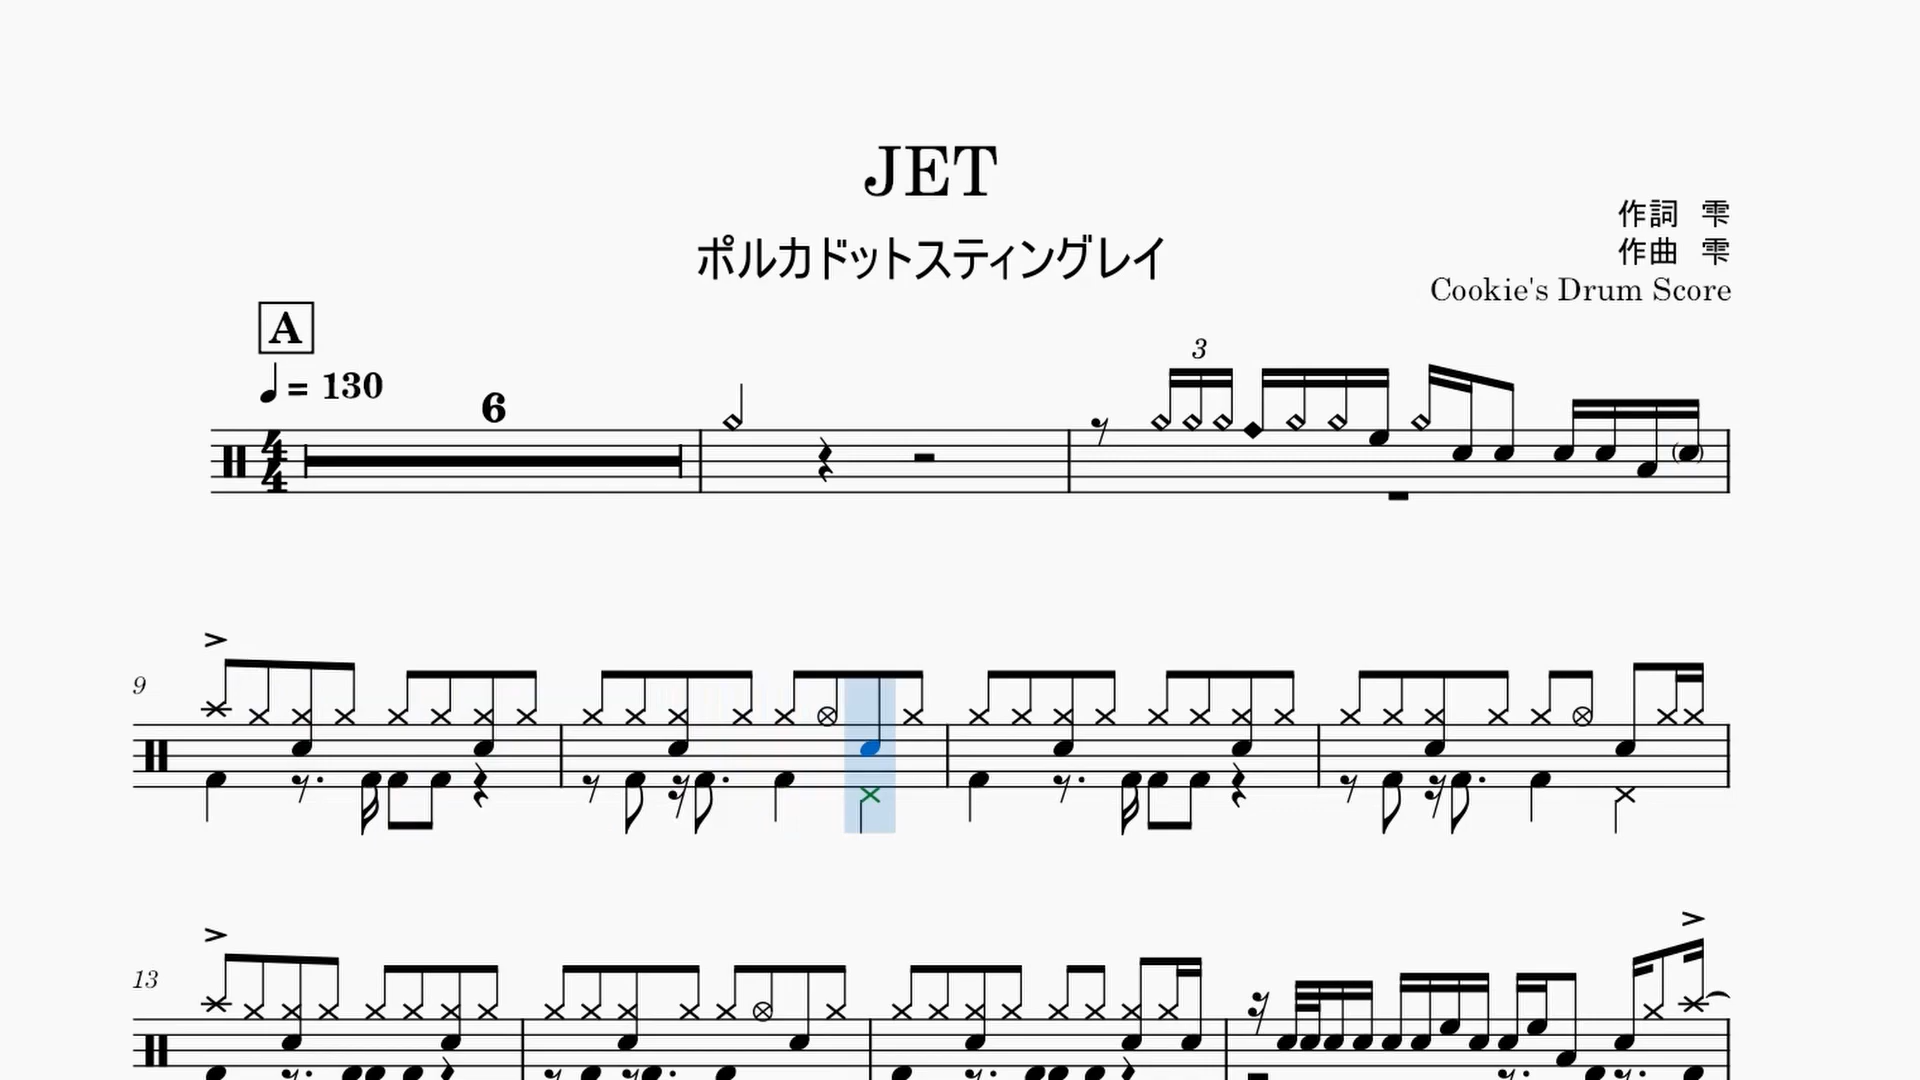 JET
ポルカドットスティングレイ
作詞 雫
作曲 雫
Cookie's Drum Score
A
= 130
6
3
9
13